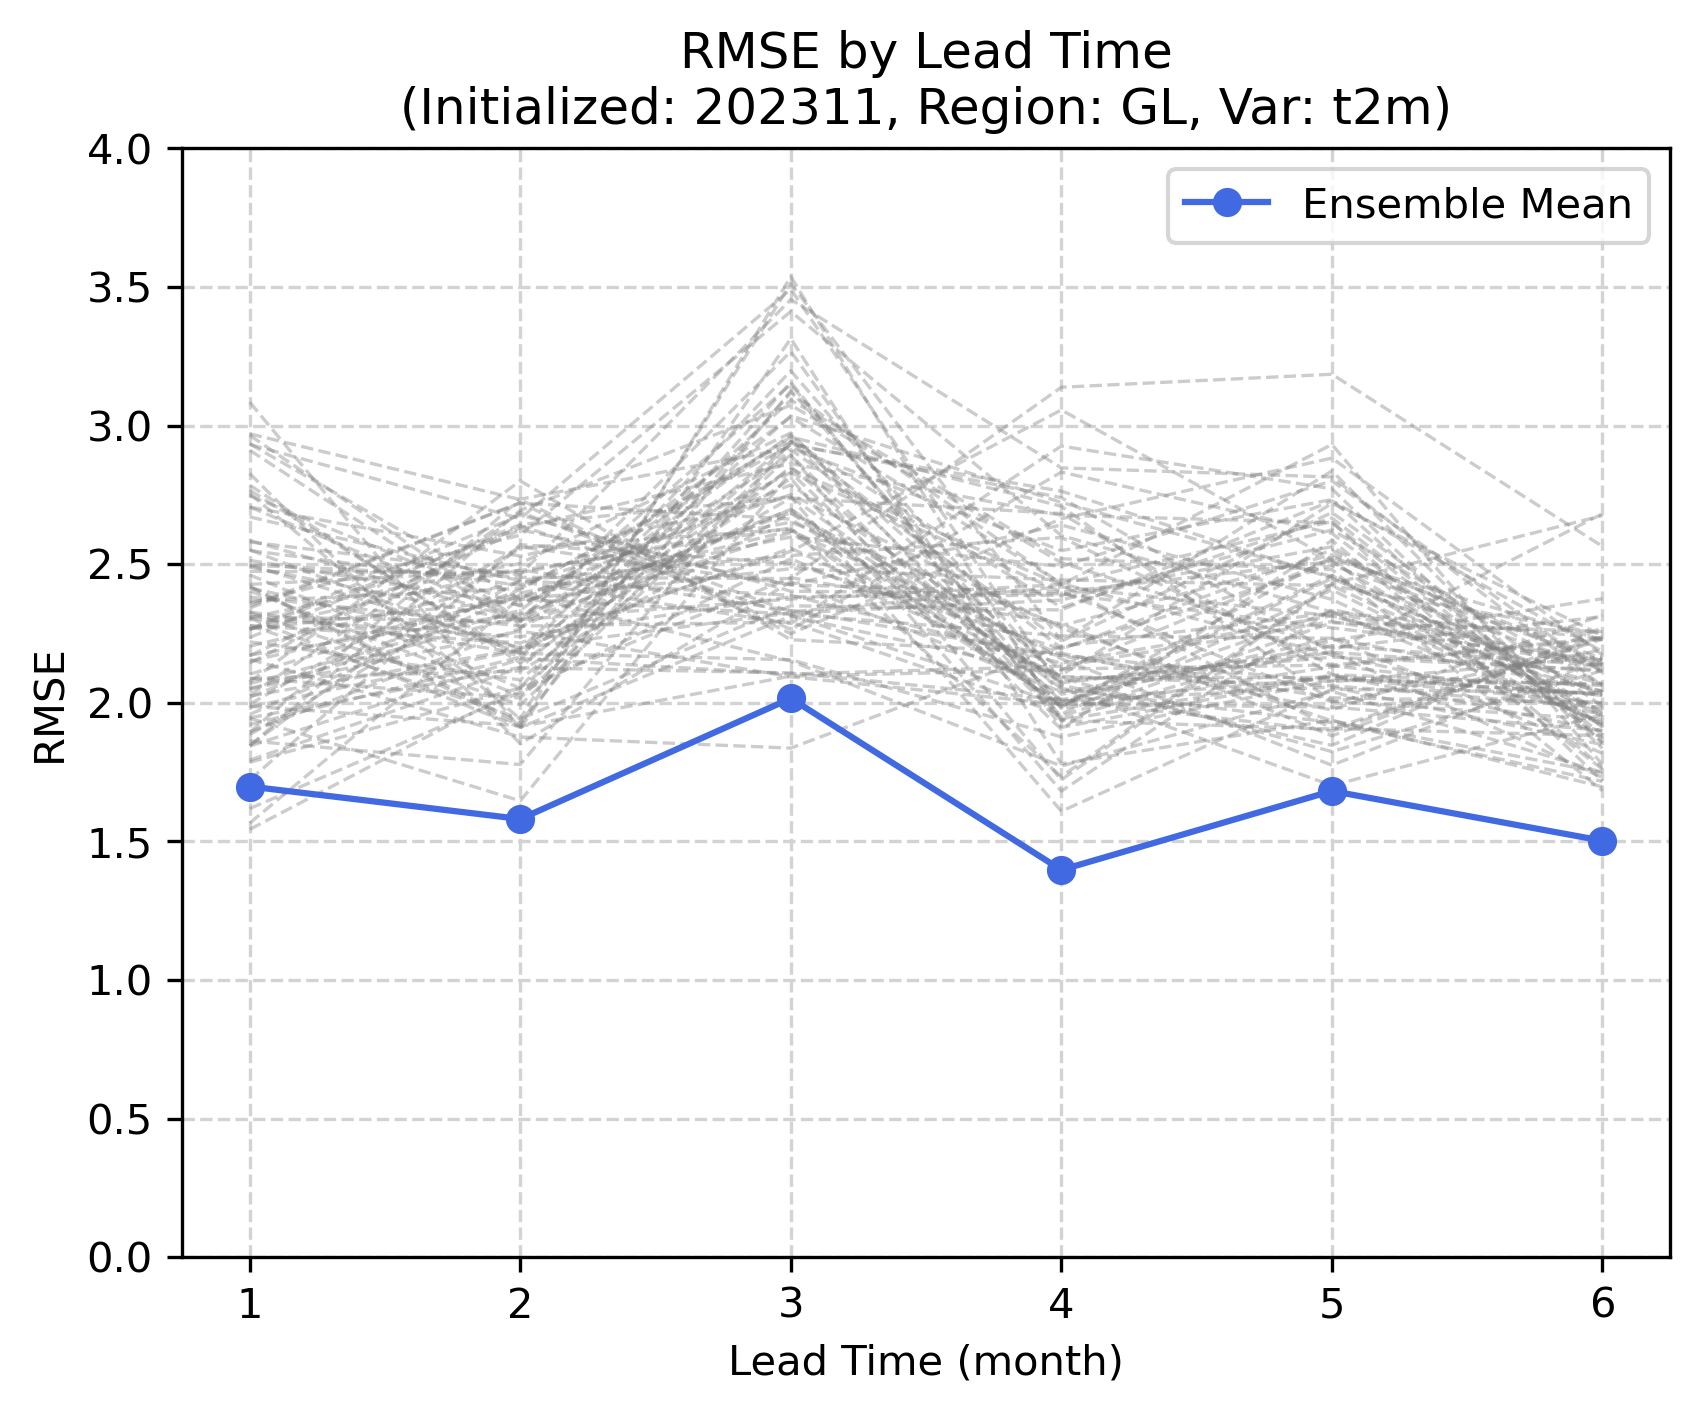 RMSE by Lead Time
(Initialized: 202311, Region: GL, Var: t2m)
Ensemble Mean
4.0
3.5
3.0
2.5
2.0
1.5
1.0
0.5
0.0
RMSE
1 2 3 4 5 6
Lead Time (month)